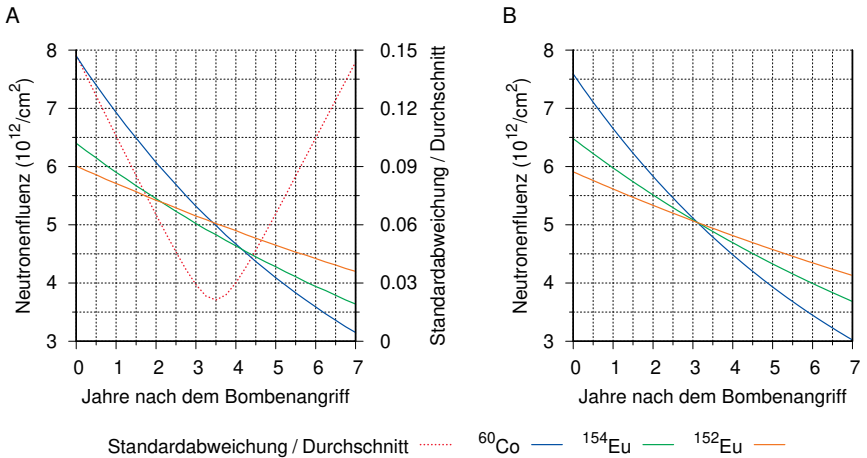 A
Neutronenfluenz (10¹²/cm²)
8
7
6
5
4
3
0 1 2 3 4 5 6 7
Jahre nach dem Bombenangriff
0.15
0.12
0.09
0.06
0.03
0
Standardabweichung / Durchschnitt
B
Neutronenfluenz (10¹²/cm²)
8
7
6
5
4
3
0 1 2 3 4 5 6 7
Jahre nach dem Bombenangriff
Standardabweichung / Durchschnitt ⁶⁰Co ¹⁵⁴Eu ¹⁵²Eu